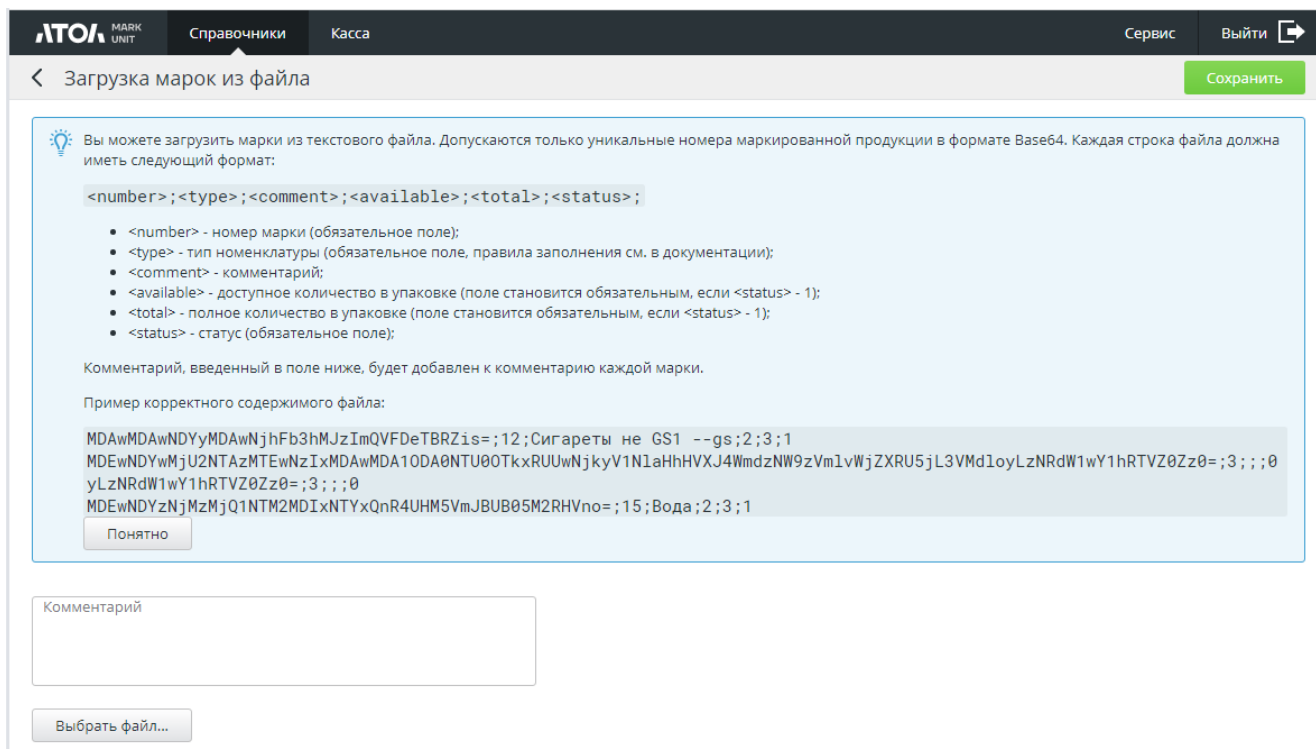 АТОЛ MARK UNIT Справочники Касса Сервис Выйти
Загрузка марок из файла Сохранить
Вы можете загрузить марки из текстового файла. Допускаются только уникальные номера маркированной продукции в формате Base64. Каждая строка файла должна
иметь следующий формат:
<number>;<type>;<comment>;<available>;<total>;<status>;
• <number> - номер марки (обязательное поле);
• <type> - тип номенклатуры (обязательное поле, правила заполнения см. в документации);
• <comment> - комментарий;
• <available> - доступное количество в упаковке (поле становится обязательным, если <status> - 1);
• <total> - полное количество в упаковке (поле становится обязательным, если <status> - 1);
• <status> - статус (обязательное поле);
Комментарий, введенный в поле ниже, будет добавлен к комментарию каждой марки.
Пример корректного содержимого файла:
MDAwMDAwNDYyMDAwNjhFb3hMJzImQVFDeTBRZis=;12;Сигареты не GS1 --gs;2;3;1
MDEwNDYwMjU2NTAzMTEwNzIxMDAwMDA1ODA0NTU0OTkxRUUwNjkyV1NlaHhHVXJ4WmdzNW9zVmlvWjZXRU5jL3VMdloyLzNRdW1wY1hRTVZ0Zz0=;3;;;0
yLzNRdW1wY1hRTVZ0Zz0=;3;;;0
MDEwNDYzNjMzMjQ1NTM2MDIxNTYxQnR4UHM5VmJBUB05M2RHVno=;15;Вода;2;3;1
Понятно
Комментарий
Выбрать файл...